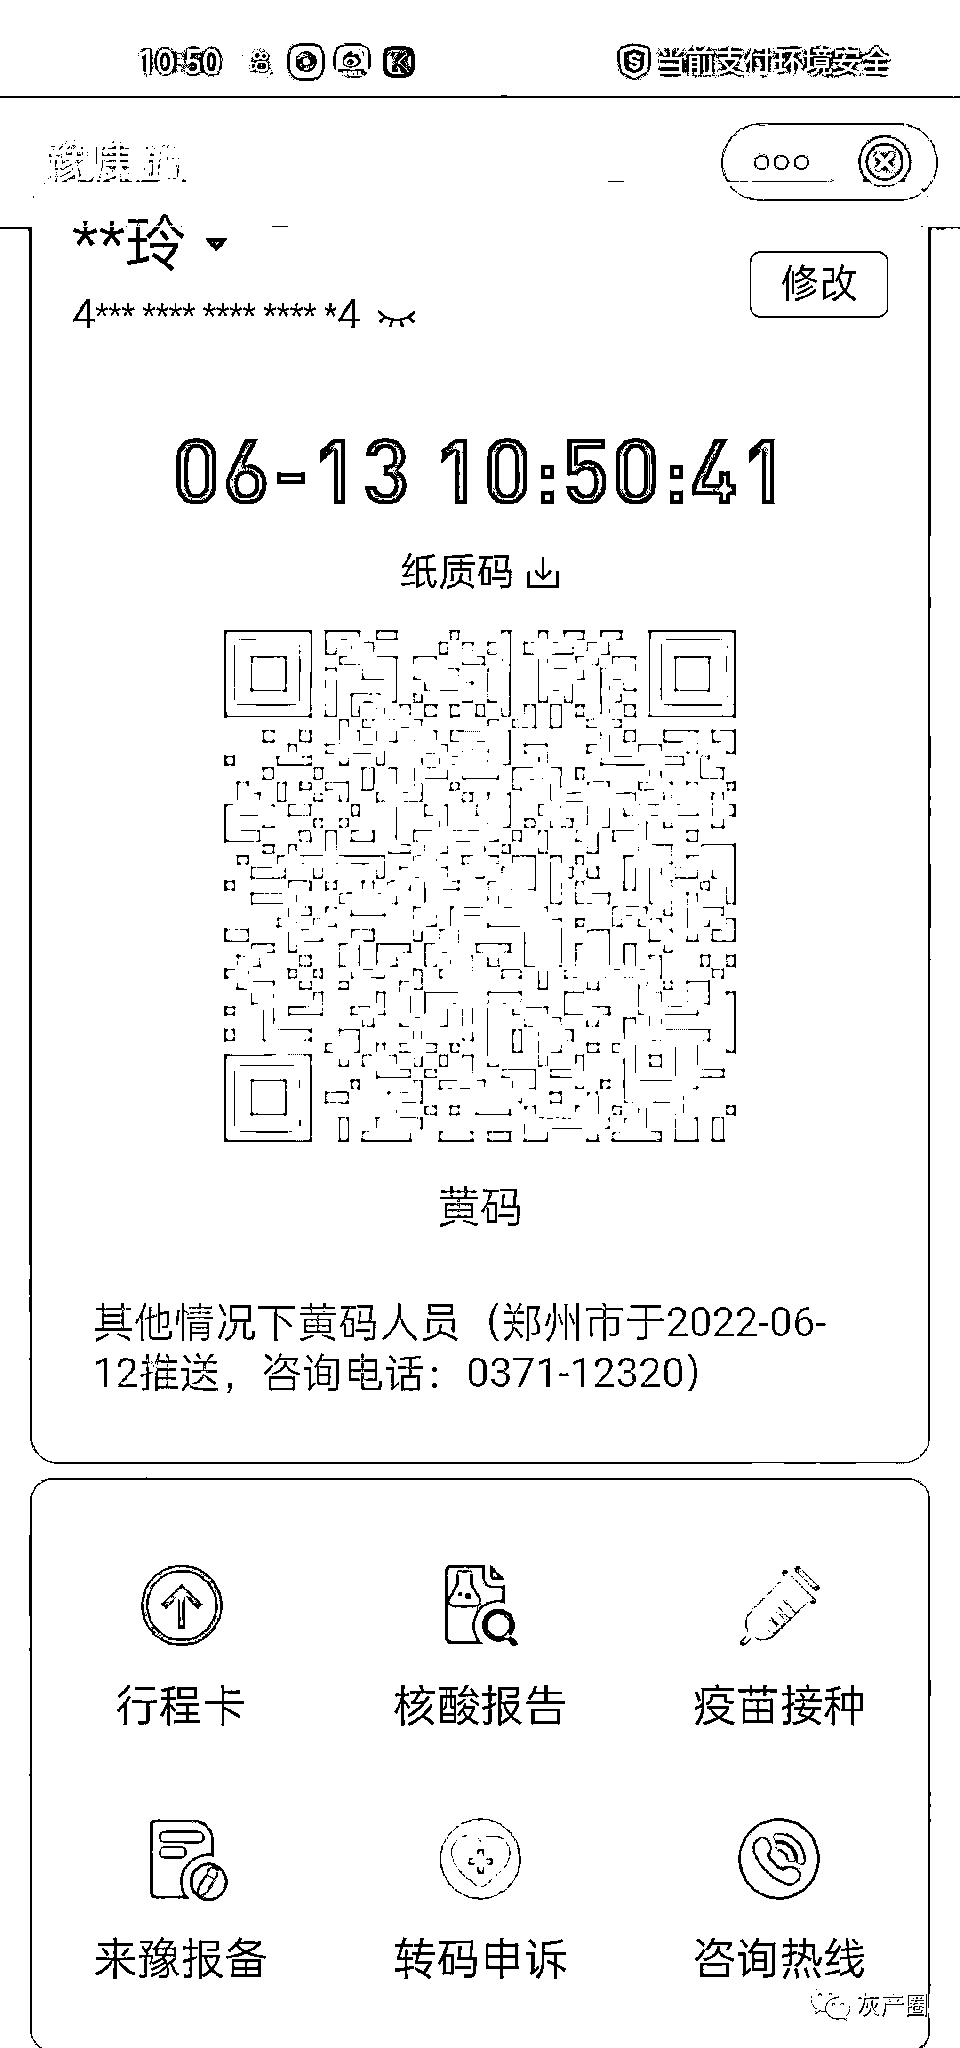 10:50 当前支付环境安全
豫康码
**玲
修改
4*** **** **** **** *4
06-13 10:50:41
纸质码
黄码
其他情况下黄码人员（郑州市于2022-06-
12推送，咨询电话：0371-12320）
行程卡 核酸报告 疫苗接种
来豫报备 转码申诉 咨询热线
灰产圈